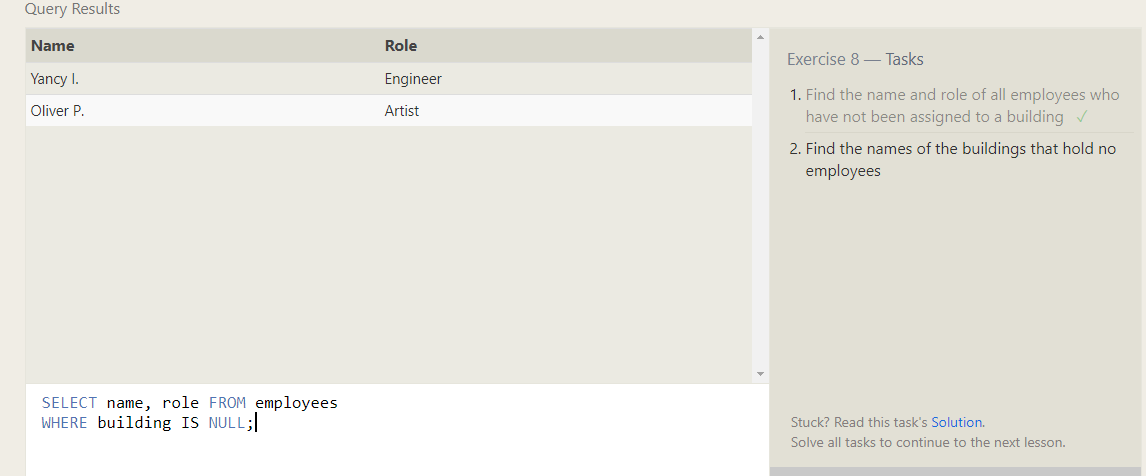 Query Results
Name Role
Yancy I. Engineer
Oliver P. Artist
SELECT name, role FROM employees
WHERE building IS NULL;
Exercise 8 — Tasks
1. Find the name and role of all employees who
have not been assigned to a building ✓
2. Find the names of the buildings that hold no
employees
Stuck? Read this task's Solution.
Solve all tasks to continue to the next lesson.